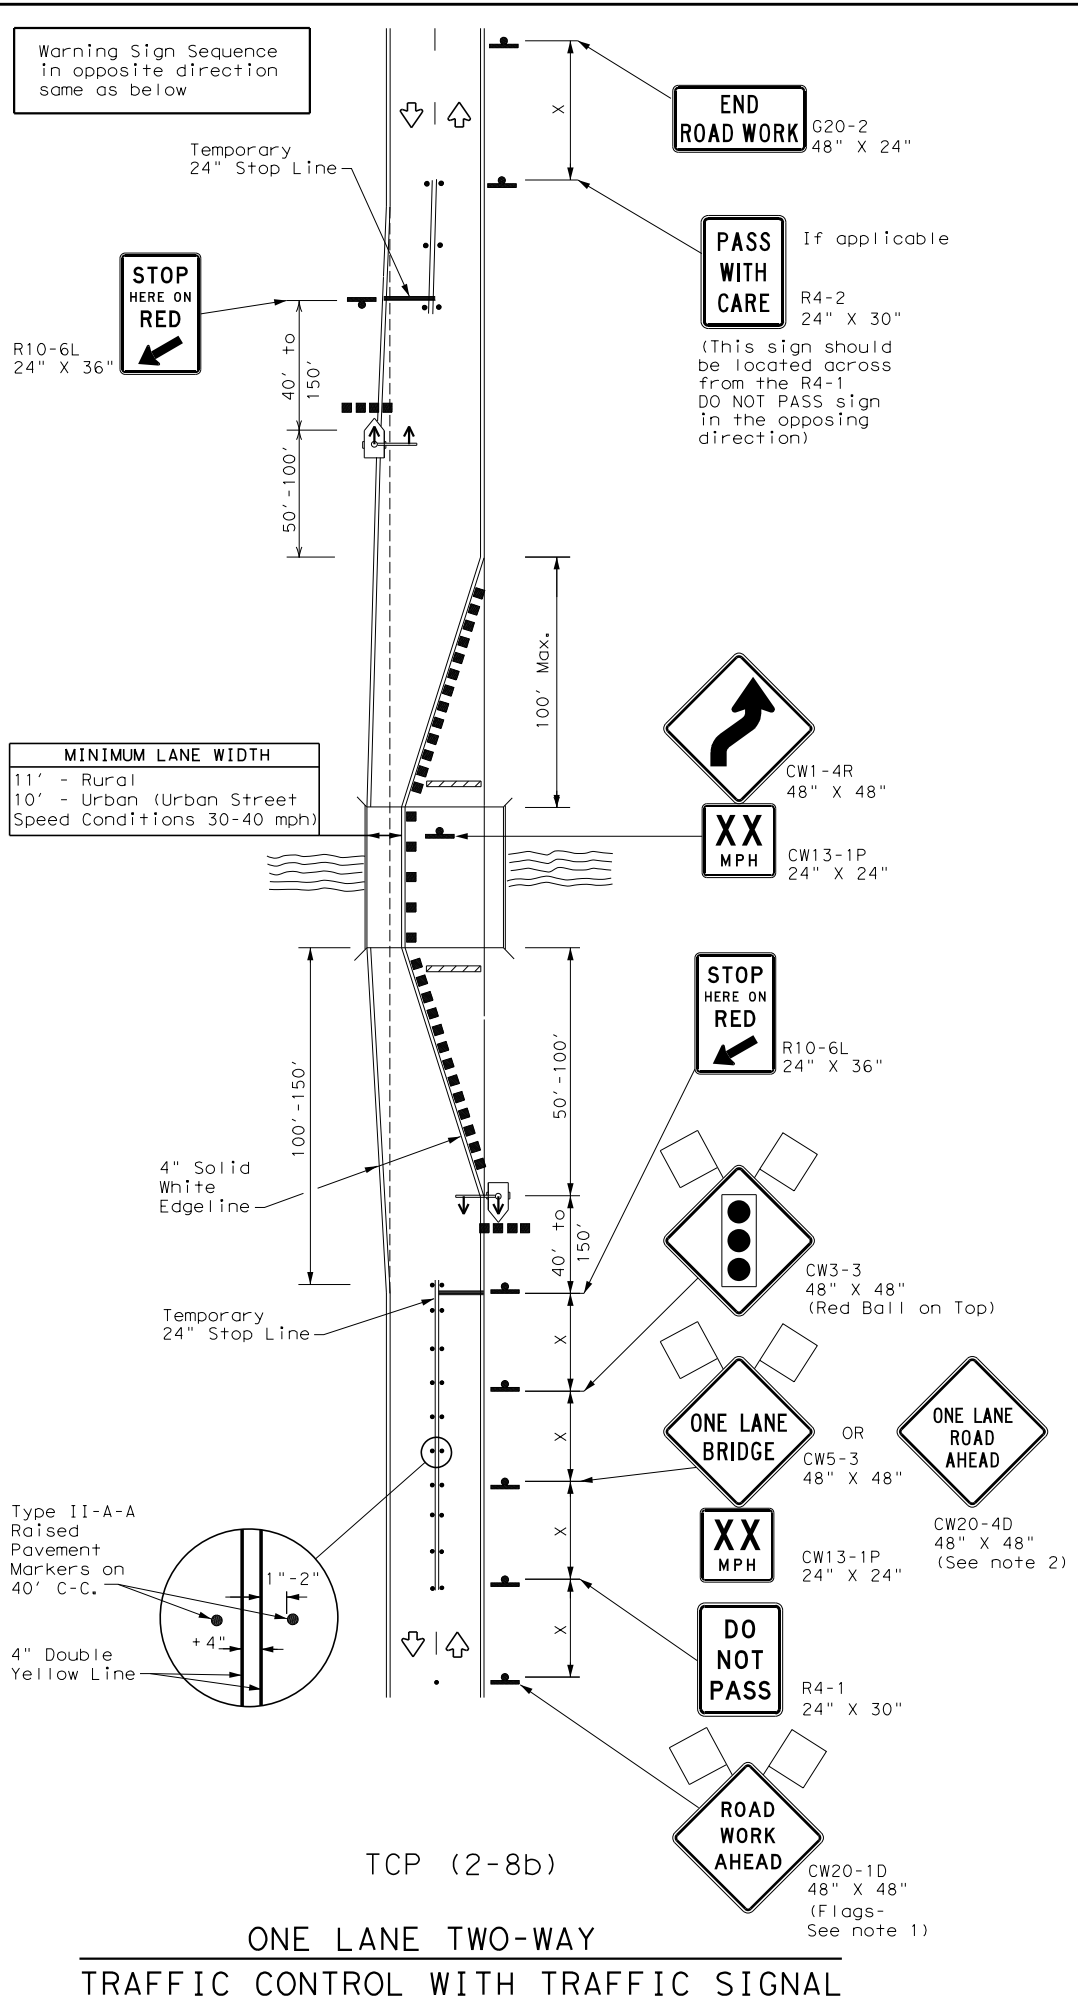 Warning Sign Sequence
in opposite direction
same as below
X
END
ROAD WORK
G20-2
48" X 24"
Temporary
24" Stop Line
PASS
WITH
CARE
If applicable
R4-2
24" X 30"
(This sign should
be located across
from the R4-1
DO NOT PASS sign
in the opposing
direction)
STOP
HERE ON
RED
R10-6L
24" X 36"
40' to
150'
50'-100'
100' Max.
CW1-4R
48" X 48"
XX
MPH
CW13-1P
24" X 24"
MINIMUM LANE WIDTH
11' - Rural
10' - Urban (Urban Street
Speed Conditions 30-40 mph)
STOP
HERE ON
RED
R10-6L
24" X 36"
100'-150'
50'-100'
4" Solid
White
Edgeline
40' to
150'
CW3-3
48" X 48"
(Red Ball on Top)
Temporary
24" Stop Line
X
X
X
X
ONE LANE
BRIDGE
OR
CW5-3
48" X 48"
ONE LANE
ROAD
AHEAD
CW20-4D
48" X 48"
(See note 2)
XX
MPH
CW13-1P
24" X 24"
Type II-A-A
Raised
Pavement
Markers on
40' C-C.
1"-2"
+4"
4" Double
Yellow Line
DO
NOT
PASS
R4-1
24" X 30"
ROAD
WORK
AHEAD
CW20-1D
48" X 48"
(Flags-
See note 1)
TCP (2-8b)
ONE LANE TWO-WAY
TRAFFIC CONTROL WITH TRAFFIC SIGNAL